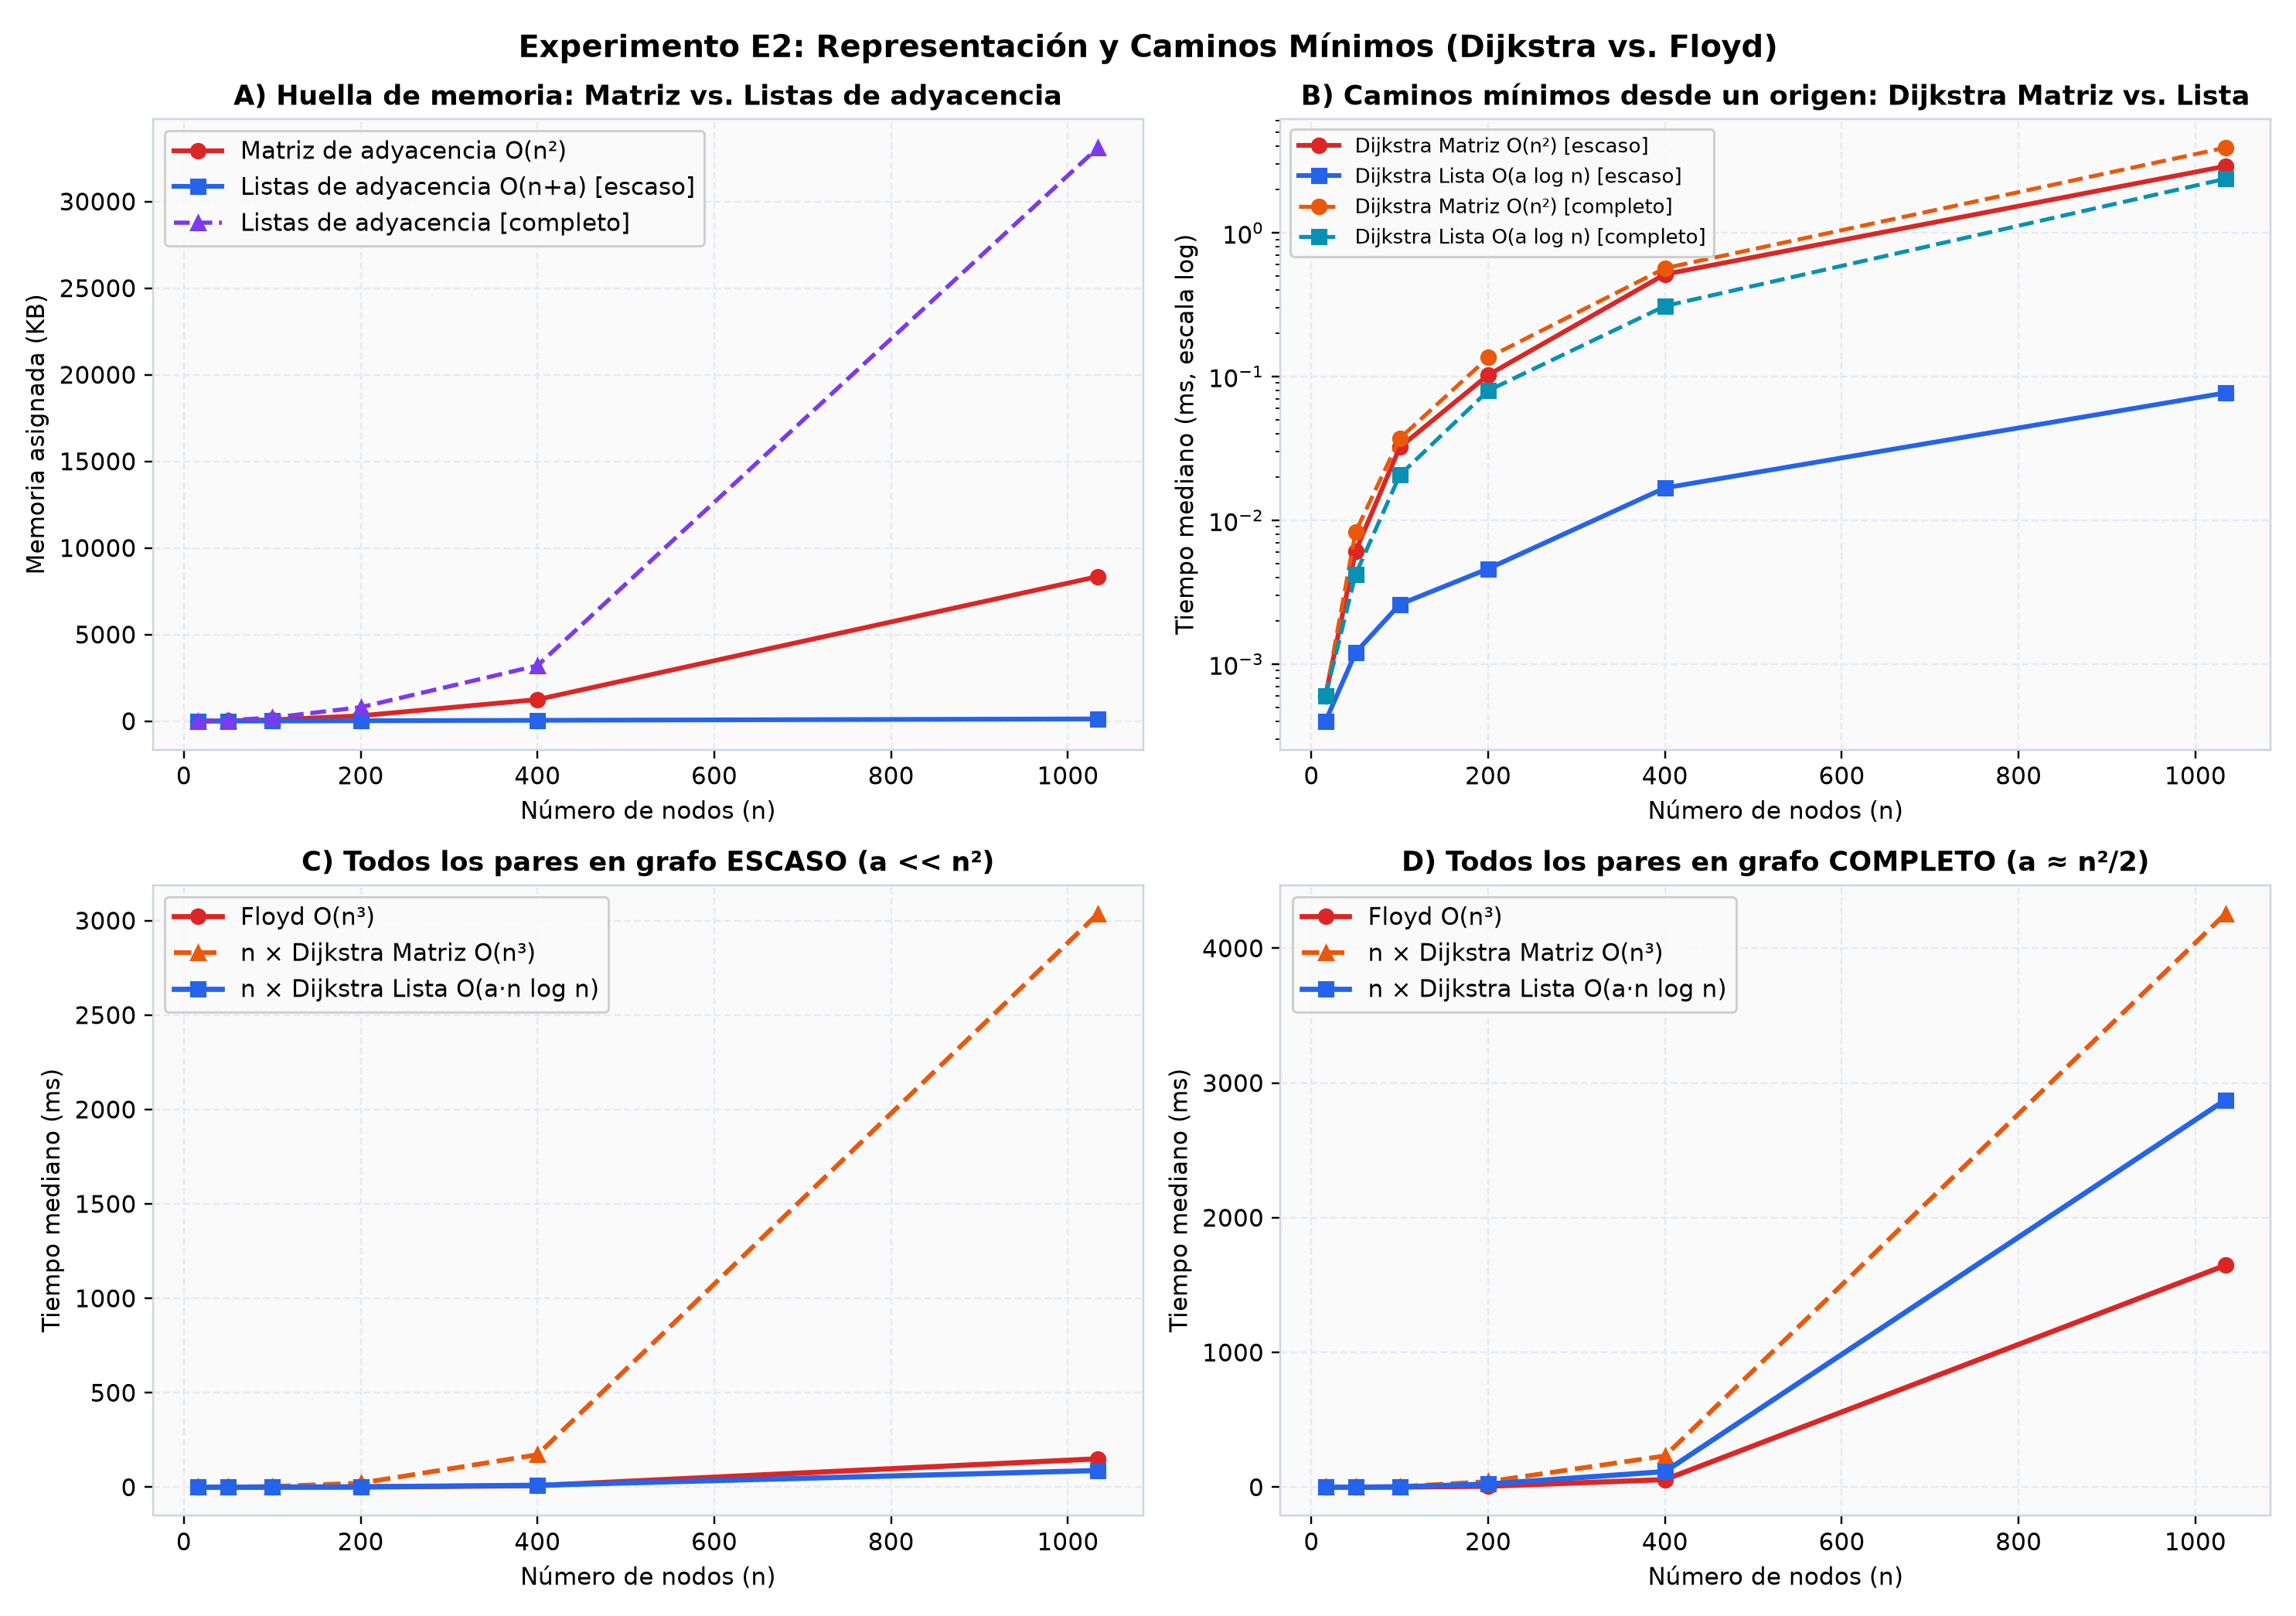 Experimento E2: Representación y Caminos Mínimos (Dijkstra vs. Floyd)
A) Huella de memoria: Matriz vs. Listas de adyacencia
Matriz de adyacencia O(n²)
Listas de adyacencia O(n+a) [escaso]
Listas de adyacencia [completo]
Memoria asignada (KB)
30000
25000
20000
15000
10000
5000
0
0 200 400 600 800 1000
Número de nodos (n)
B) Caminos mínimos desde un origen: Dijkstra Matriz vs. Lista
Dijkstra Matriz O(n²) [escaso]
Dijkstra Lista O(a log n) [escaso]
Dijkstra Matriz O(n²) [completo]
Dijkstra Lista O(a log n) [completo]
Tiempo mediano (ms, escala log)
10⁰
10⁻¹
10⁻²
10⁻³
0 200 400 600 800 1000
Número de nodos (n)
C) Todos los pares en grafo ESCASO (a << n²)
Floyd O(n³)
n × Dijkstra Matriz O(n³)
n × Dijkstra Lista O(a·n log n)
Tiempo mediano (ms)
3000
2500
2000
1500
1000
500
0
0 200 400 600 800 1000
Número de nodos (n)
D) Todos los pares en grafo COMPLETO (a ≈ n²/2)
Floyd O(n³)
n × Dijkstra Matriz O(n³)
n × Dijkstra Lista O(a·n log n)
Tiempo mediano (ms)
4000
3000
2000
1000
0
0 200 400 600 800 1000
Número de nodos (n)